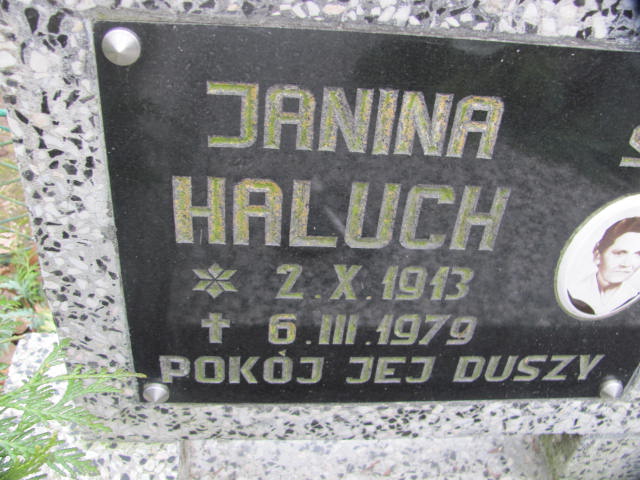 JANINA
HALUCH
2.X.1913
✝ 6.III.1979
POKÓJ JEJ DUSZY